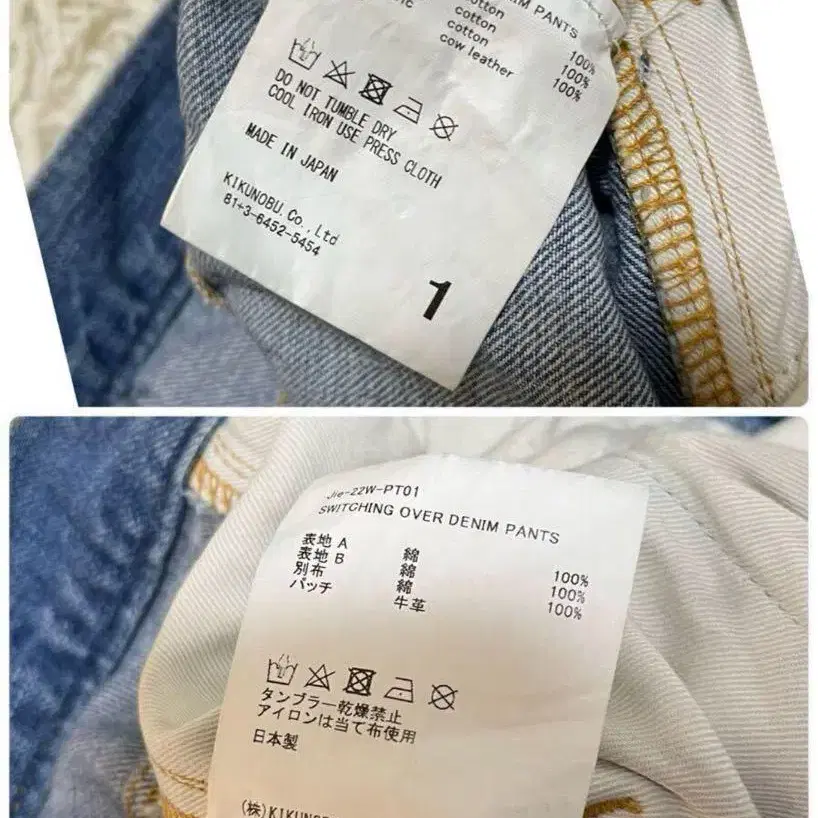 PANTS
cotton
cotton 100%
cotton 100%
cow leather 100%
DO NOT TUMBLE DRY
COOL IRON USE PRESS CLOTH
MADE IN JAPAN
KIKUNOBU.Co.,Ltd
81+3-6452-5454
1
Jie-22W-PT01
SWITCHING OVER DENIM PANTS
表地 A 綿 100%
表地 B 綿 100%
別布 綿 100%
パッチ 牛革
タンブラー乾燥禁止
アイロンは当て布使用
日本製
(株)KIKUNOB